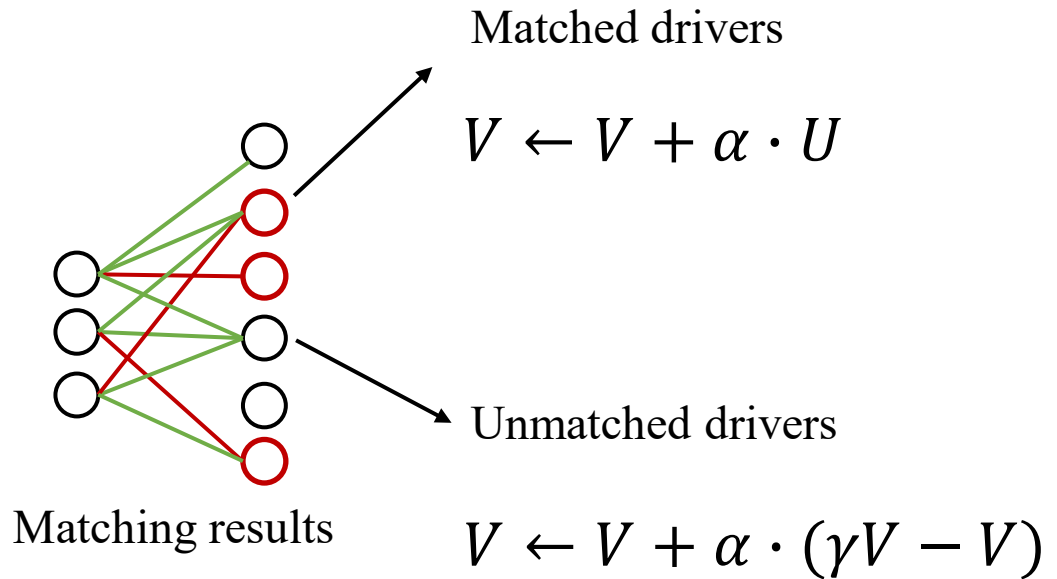 Matched drivers
V ← V + α · U
Unmatched drivers
Matching results
V ← V + α · (γV − V)